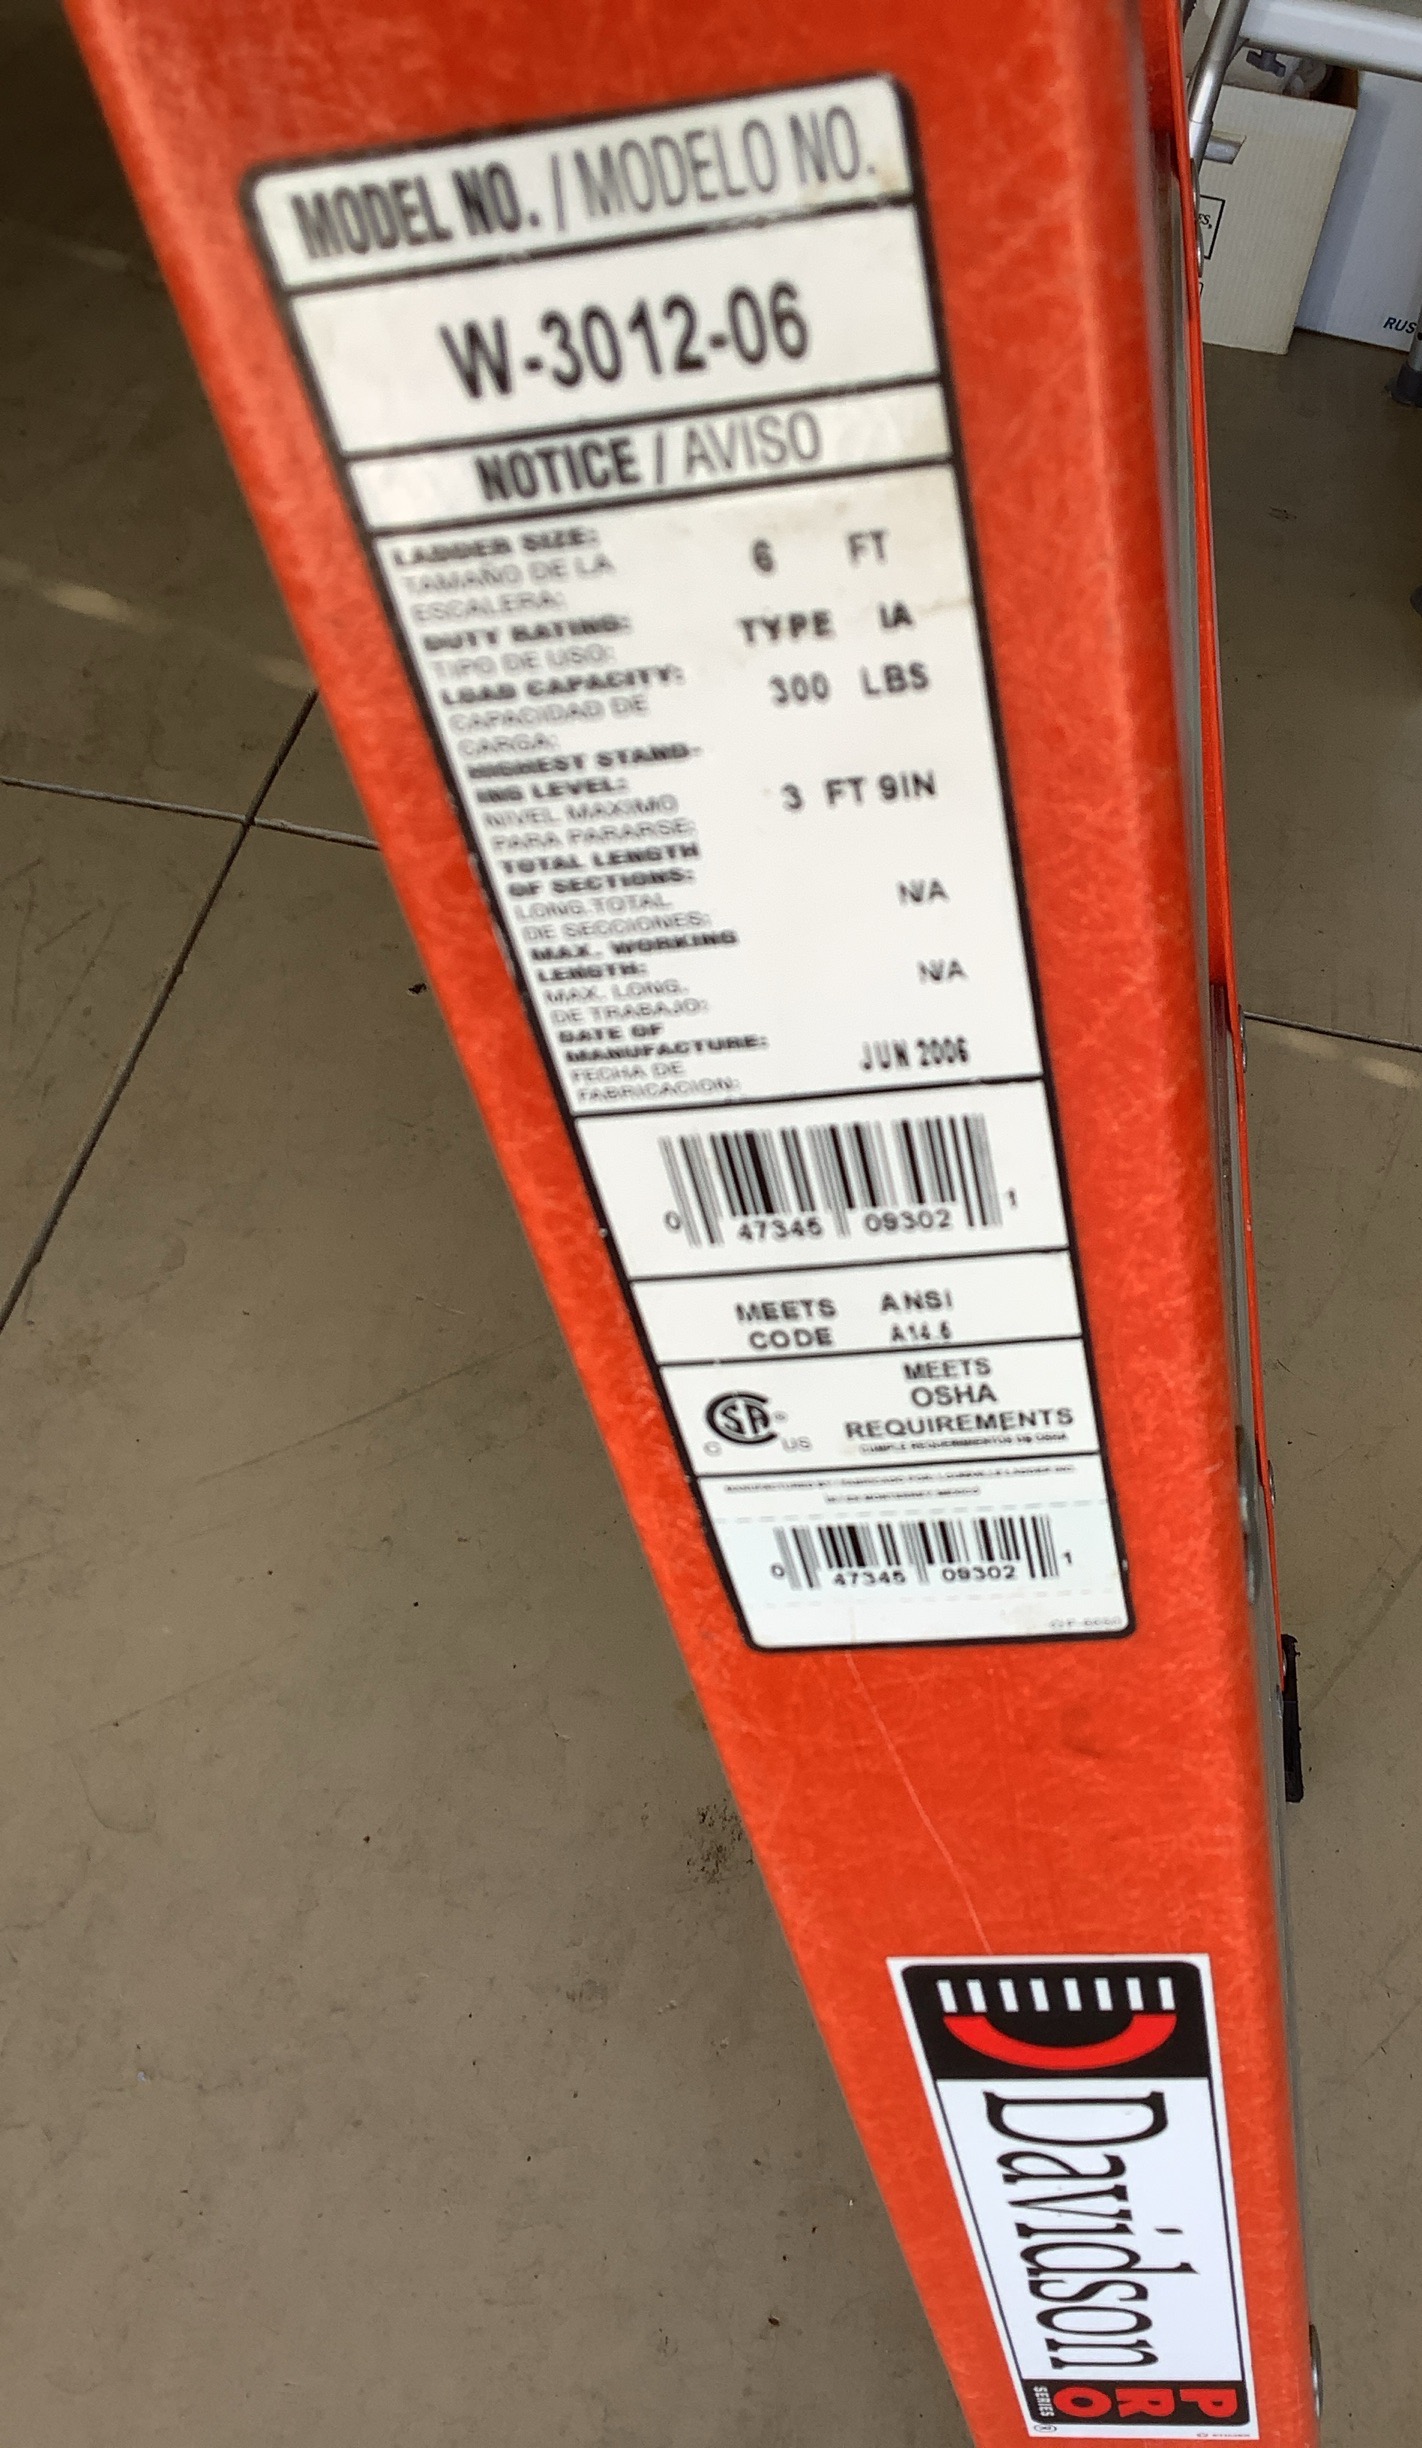 MODEL NO. / MODELO NO.
W-3012-06
NOTICE / AVISO
LADDER SIZE: 6 FT
TAMAÑO DE LA
ESCALERA:
DUTY RATING: TYPE IA
TIPO DE USO:
LOAD CAPACITY: 300 LBS
CAPACIDAD DE
CARGA:
HIGHEST STAND-
ING LEVEL: 3 FT 9IN
NIVEL MAXIMO
PARA PARARSE:
TOTAL LENGTH
OF SECTIONS: N/A
LONG. TOTAL
DE SECCIONES:
MAX. WORKING
LENGTH: N/A
MAX. LONG.
DE TRABAJO:
DATE OF
MANUFACTURE: JUN 2006
FECHA DE
FABRICACION:
0 47345 09302 1
MEETS ANSI
CODE A14.5
CSA ®
C US
MEETS
OSHA
REQUIREMENTS
0 47345 09302 1
Davidson
PRO
SERIES ®
RUS